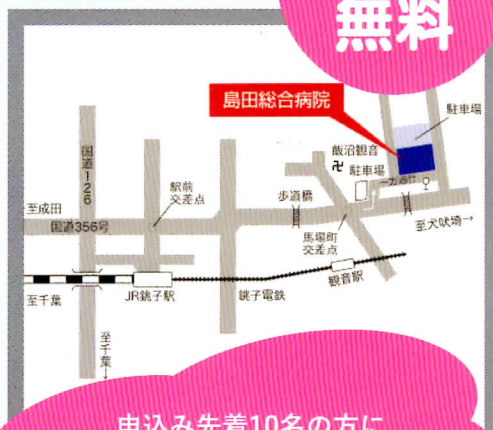 無料
島田総合病院
駐車場
飯沼観音
卍
駐車場
国道126
駅前
交差点
歩道橋
至成田
国道356号
馬場町
交差点
至犬吠埼→
観音駅
至千葉
JR銚子駅
銚子電鉄
至千葉→
申込み先着10名の方に